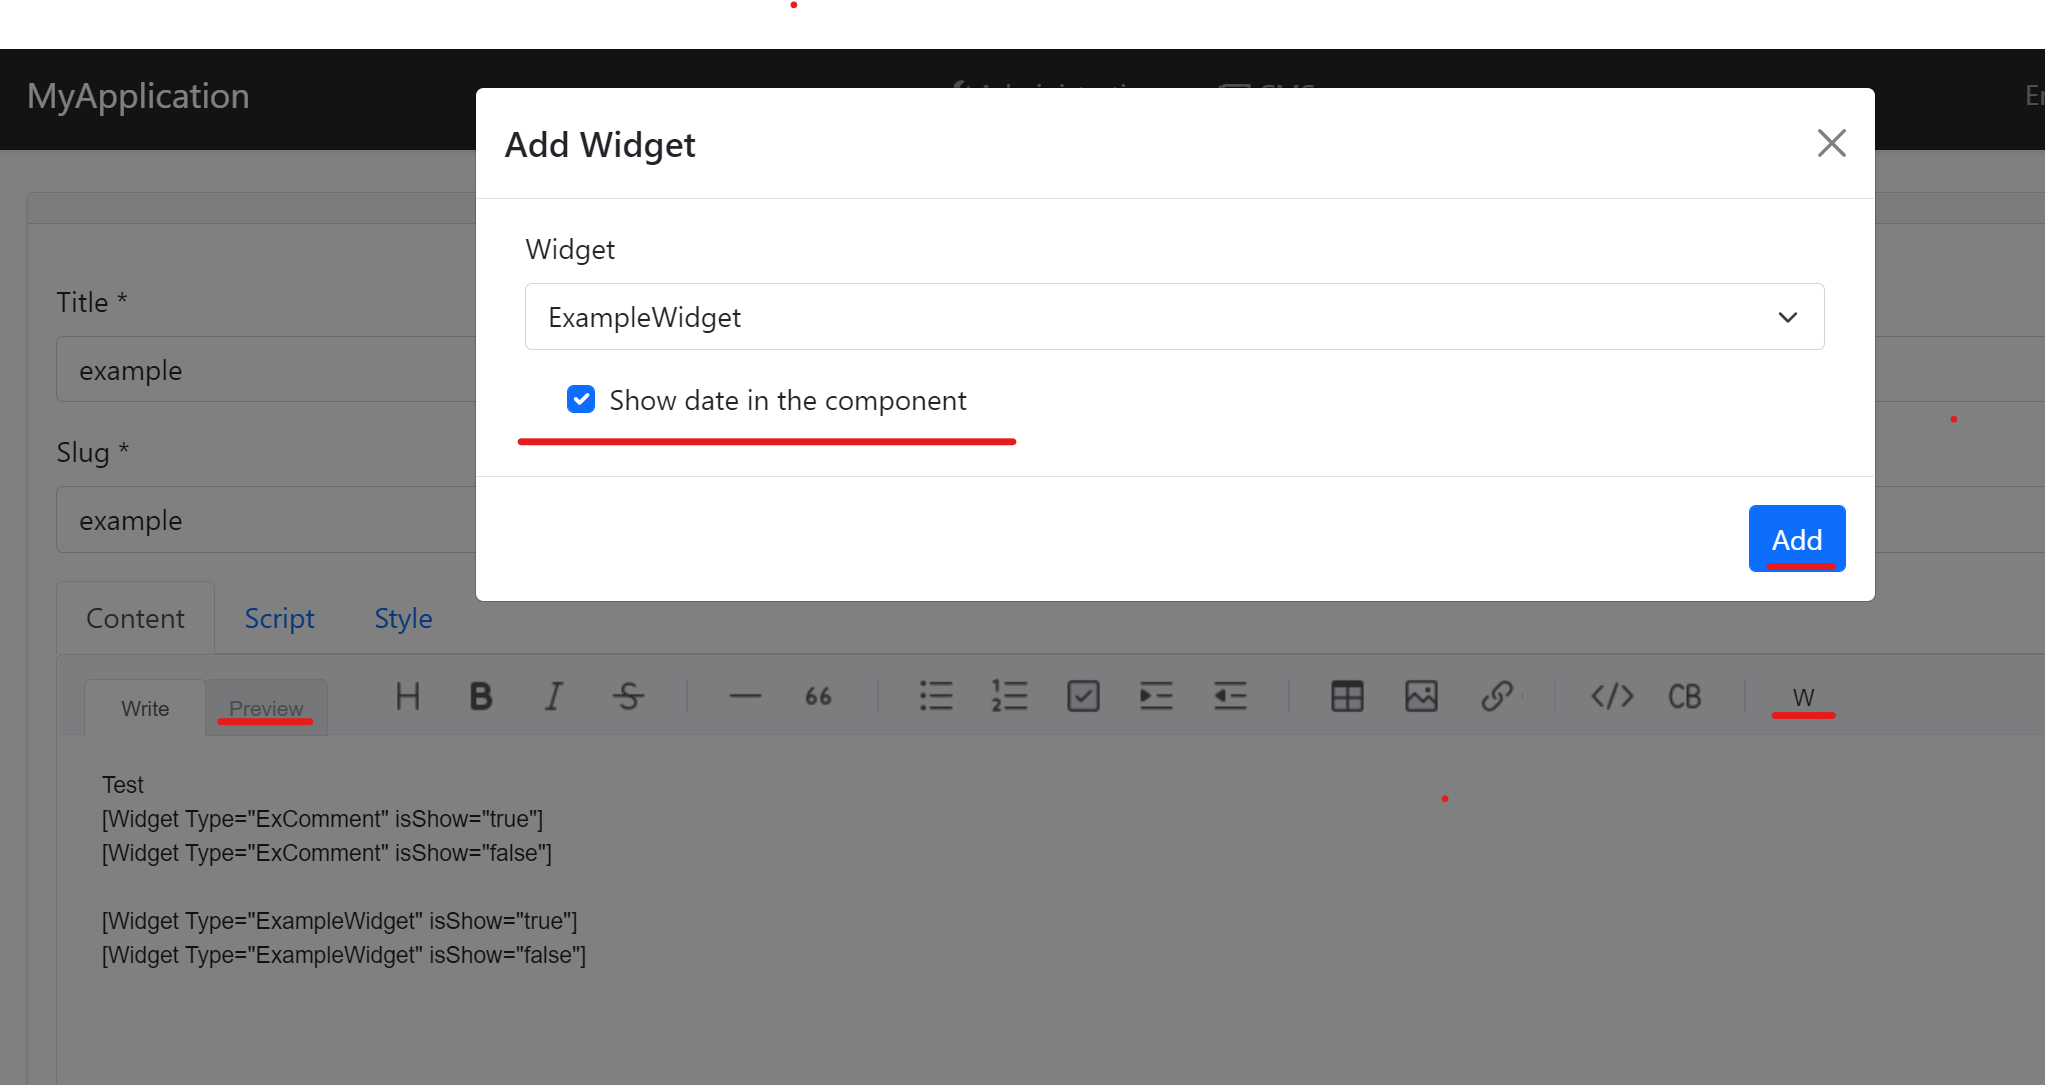 MyApplication
Add Widget
Widget
ExampleWidget
Show date in the component
Add
Title *
example
Slug *
example
Content Script Style
Write Preview H B I S 66 </> CB W
Test
[Widget Type="ExComment" isShow="true"]
[Widget Type="ExComment" isShow="false"]
[Widget Type="ExampleWidget" isShow="true"]
[Widget Type="ExampleWidget" isShow="false"]